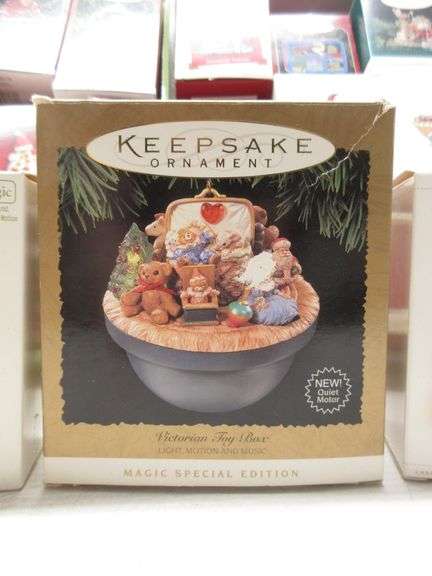 KEEPSAKE
ORNAMENT
NEW!
Quiet
Motor
Victorian Toy Box
LIGHT, MOTION AND MUSIC
MAGIC SPECIAL EDITION